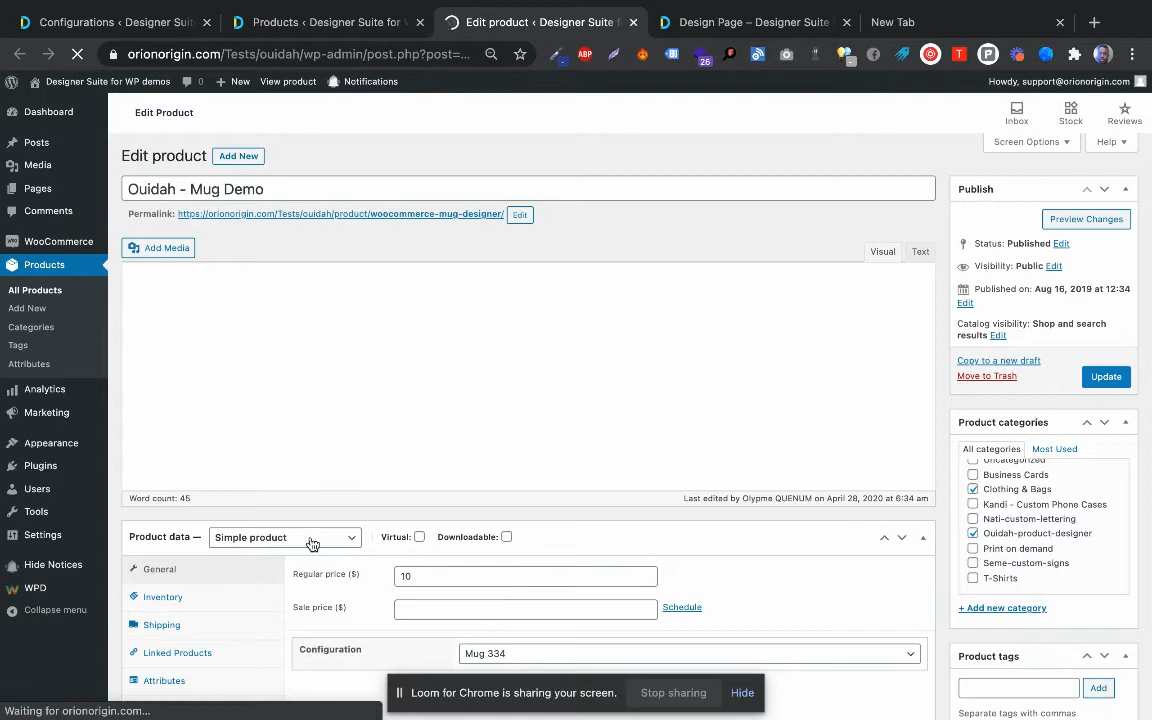 Configurations ‹ Designer Suite
Products ‹ Designer Suite for
Edit product ‹ Designer Suite
Design Page – Designer Suite
New Tab
orionorigin.com/Tests/ouidah/wp-admin/post.php?post=...
ABP
26
T
P
Designer Suite for WP demos
0
New
View product
Notifications
Howdy, support@orionorigin.com
Dashboard
Posts
Media
Pages
Comments
WooCommerce
Products
All Products
Add New
Categories
Tags
Attributes
Analytics
Marketing
Appearance
Plugins
Users
Tools
Settings
Hide Notices
WPD
Collapse menu
Edit Product
Inbox
Stock
Reviews
Screen Options
Help
Edit product
Add New
Ouidah - Mug Demo
Permalink: https://orionorigin.com/Tests/ouidah/product/woocommerce-mug-designer/ Edit
Add Media
Visual
Text
Word count: 45
Last edited by Olympe QUENUM on April 28, 2020 at 6:34 am
Product data — Simple product
Virtual:
Downloadable:
General
Inventory
Shipping
Linked Products
Attributes
Regular price ($)
10
Sale price ($)
Schedule
Configuration
Mug 334
Publish
Preview Changes
Status: Published Edit
Visibility: Public Edit
Published on: Aug 16, 2019 at 12:34
Edit
Catalog visibility: Shop and search
results Edit
Copy to a new draft
Move to Trash
Update
Product categories
All categories
Most Used
Uncategorized
Business Cards
Clothing & Bags
Kandi - Custom Phone Cases
Nati-custom-lettering
Ouidah-product-designer
Print on demand
Seme-custom-signs
T-Shirts
+ Add new category
Product tags
Add
Separate tags with commas
Loom for Chrome is sharing your screen.
Stop sharing
Hide
Waiting for orionorigin.com...